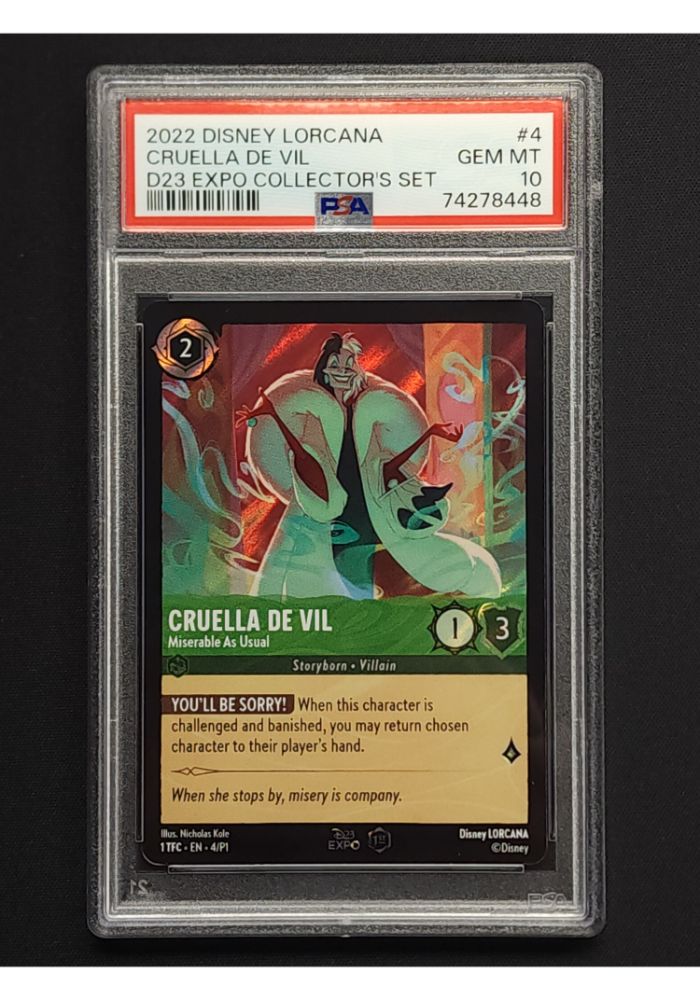 2022 DISNEY LORCANA #4
CRUELLA DE VIL GEM MT
D23 EXPO COLLECTOR'S SET 10
PSA 74278448
2
CRUELLA DE VIL
Miserable As Usual
1 3
Storyborn • Villain
YOU'LL BE SORRY! When this character is
challenged and banished, you may return chosen
character to their player's hand.
When she stops by, misery is company.
Illus. Nicholas Kole
Disney LORCANA
1 TFC • EN • 4/P1
D23
EXPO
1ST
©Disney
PSA